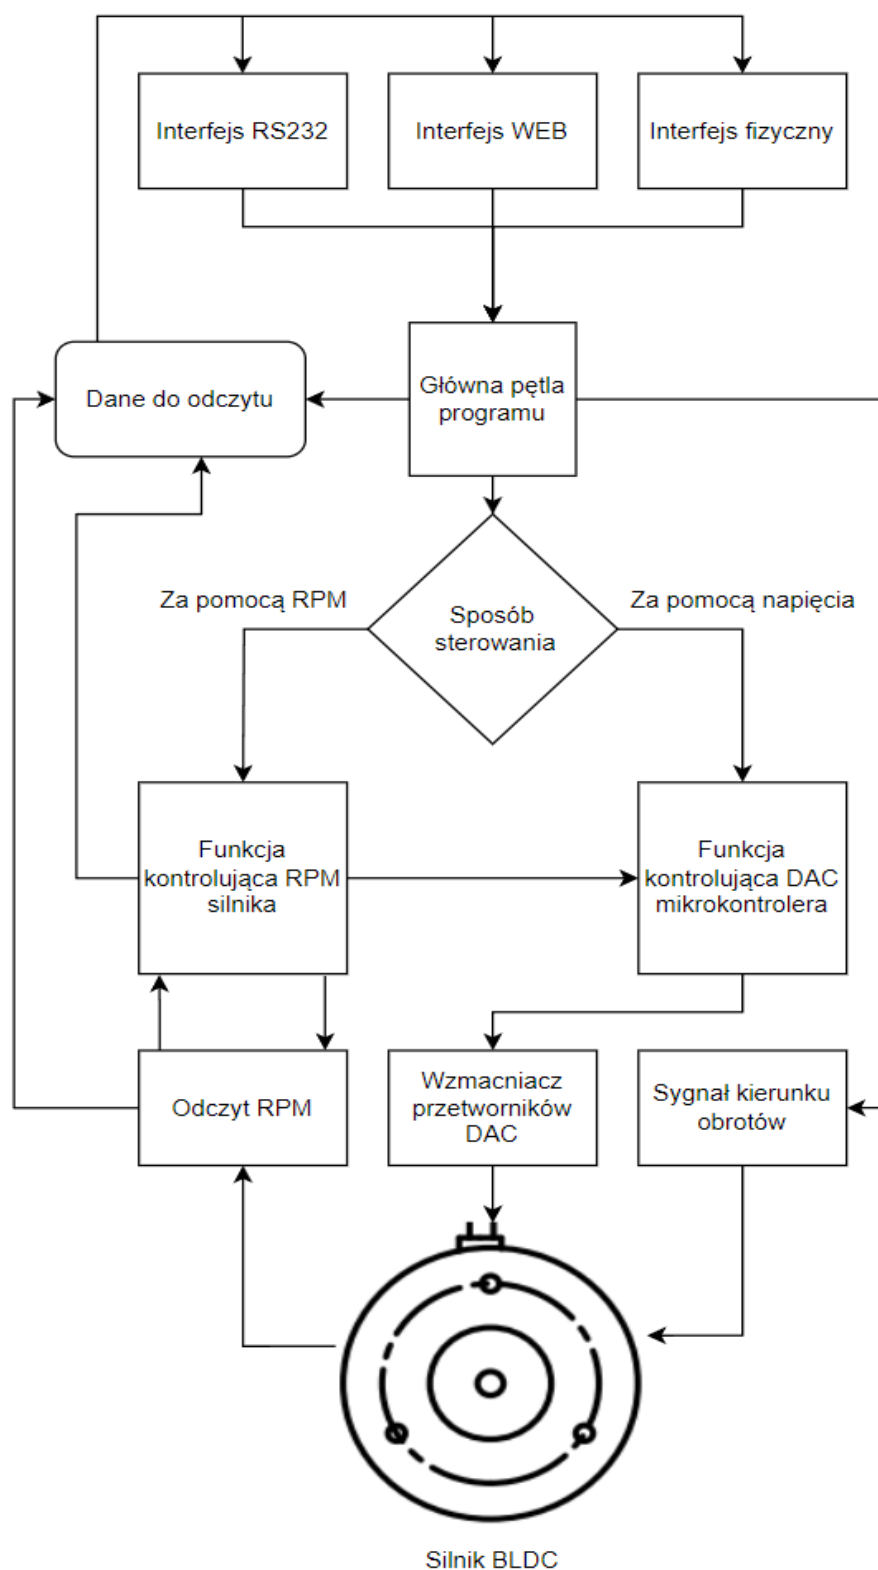 Interfejs RS232
Interfejs WEB
Interfejs fizyczny
Dane do odczytu
Główna pętla
programu
Za pomocą RPM
Sposób
sterowania
Za pomocą napięcia
Funkcja
kontrolująca RPM
silnika
Funkcja
kontrolująca DAC
mikrokontrolera
Odczyt RPM
Wzmacniacz
przetworników
DAC
Sygnał kierunku
obrotów
Silnik BLDC